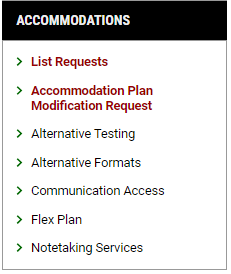 ACCOMMODATIONS
List Requests
Accommodation Plan
Modification Request
Alternative Testing
Alternative Formats
Communication Access
Flex Plan
Notetaking Services